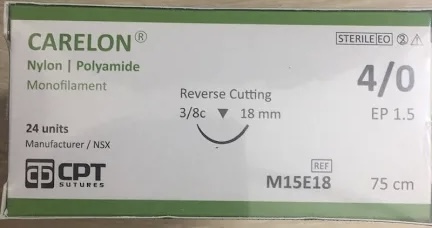 CARELON®
Nylon | Polyamide
Monofilament
24 units
Manufacturer / NSX
CPT
SUTURES
Reverse Cutting
3/8c ▼ 18 mm
STERILE EO
4/0
EP 1.5
REF
M15E18 75 cm